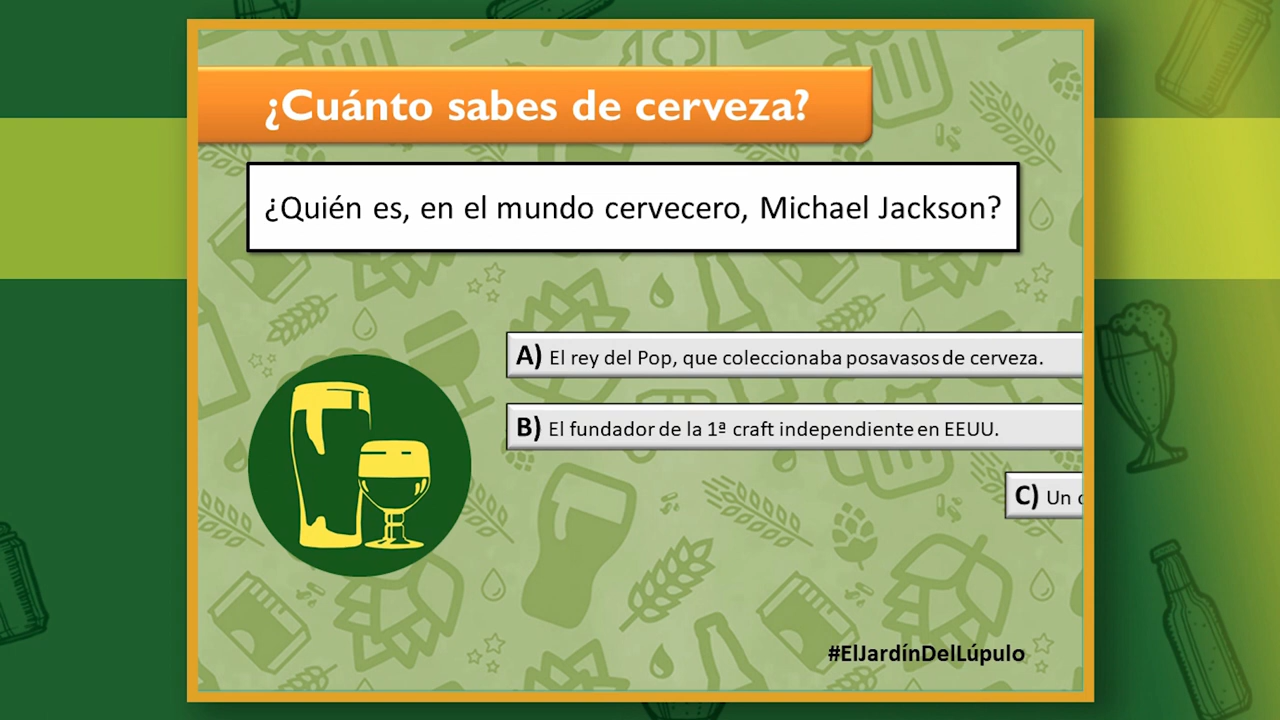 ¿Cuánto sabes de cerveza?
¿Quién es, en el mundo cervecero, Michael Jackson?
A) El rey del Pop, que coleccionaba posavasos de cerveza.
B) El fundador de la 1ª craft independiente en EEUU.
C) Un
#ElJardínDelLúpulo